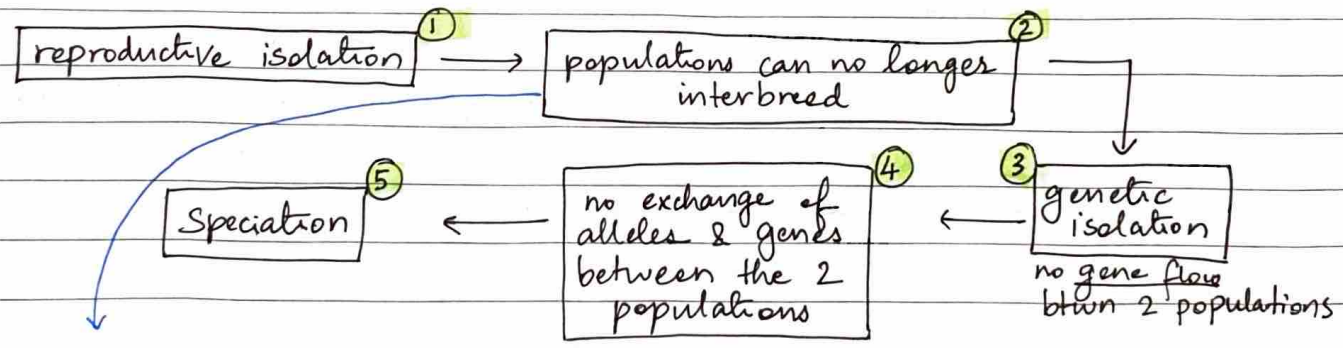 ①
reproductive isolation
②
populations can no longer
interbreed
③
genetic
isolation
no gene flow
btwn 2 populations
④
no exchange of
alleles & genes
between the 2
populations
⑤
Speciation